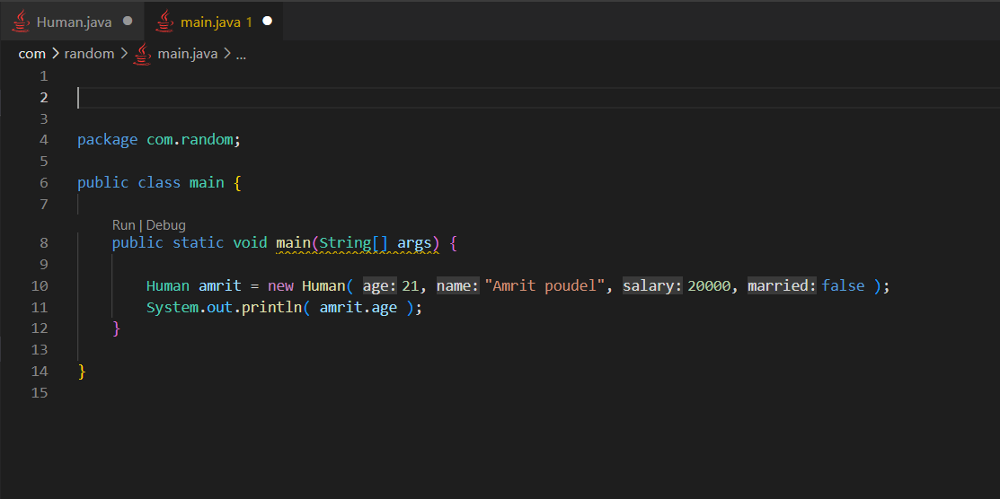 Human.java main.java 1
com > random > main.java > ...
1
2
3
4 package com.random;
5
6 public class main {
7
Run | Debug
8 public static void main(String[] args) {
9
10 Human amrit = new Human( age: 21, name: "Amrit poudel", salary: 20000, married: false );
11 System.out.println( amrit.age );
12 }
13
14 }
15